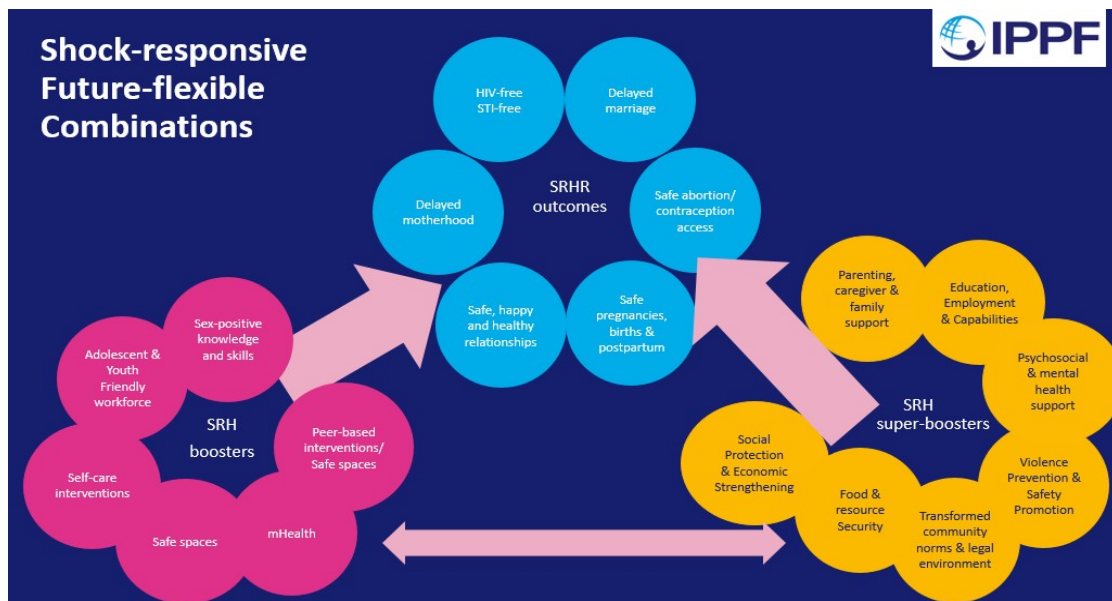 Shock-responsive
Future-flexible
Combinations
IPPF
HIV-free
STI-free
Delayed
marriage
Delayed
motherhood
SRHR
outcomes
Safe abortion/
contraception
access
Safe, happy
and healthy
relationships
Safe
pregnancies,
births &
postpartum
Sex-positive
knowledge
and skills
Adolescent &
Youth
Friendly
workforce
SRH
boosters
Peer-based
interventions/
Safe spaces
Self-care
interventions
Safe spaces
mHealth
Parenting,
caregiver &
family
support
Education,
Employment
& Capabilities
Psychosocial
& mental
health
support
SRH
super-boosters
Social
Protection
& Economic
Strengthening
Food &
resource
Security
Transformed
community
norms & legal
environment
Violence
Prevention &
Safety
Promotion